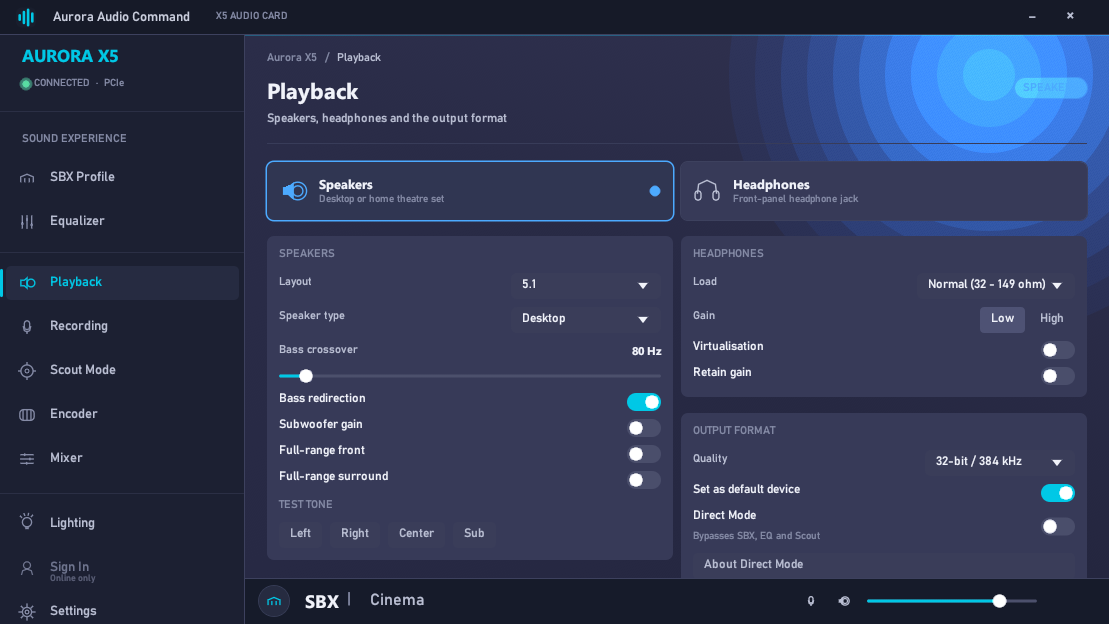 Aurora Audio Command
X5 AUDIO CARD
AURORA X5
CONNECTED - PCIe
SOUND EXPERIENCE
SBX Profile
Equalizer
Playback
Recording
Scout Mode
Encoder
Mixer
Lighting
Sign In
Online only
Settings
Aurora X5 / Playback
Playback
Speakers, headphones and the output format
Speakers
Desktop or home theatre set
Headphones
Front-panel headphone jack
SPEAKERS
Layout
5.1
Speaker type
Desktop
Bass crossover
80 Hz
Bass redirection
Subwoofer gain
Full-range front
Full-range surround
TEST TONE
Left
Right
Center
Sub
HEADPHONES
Load
Normal (32 - 149 ohm)
Gain
Low
High
Virtualisation
Retain gain
OUTPUT FORMAT
Quality
32-bit / 384 kHz
Set as default device
Direct Mode
Bypasses SBX, EQ and Scout
About Direct Mode
SBX | Cinema